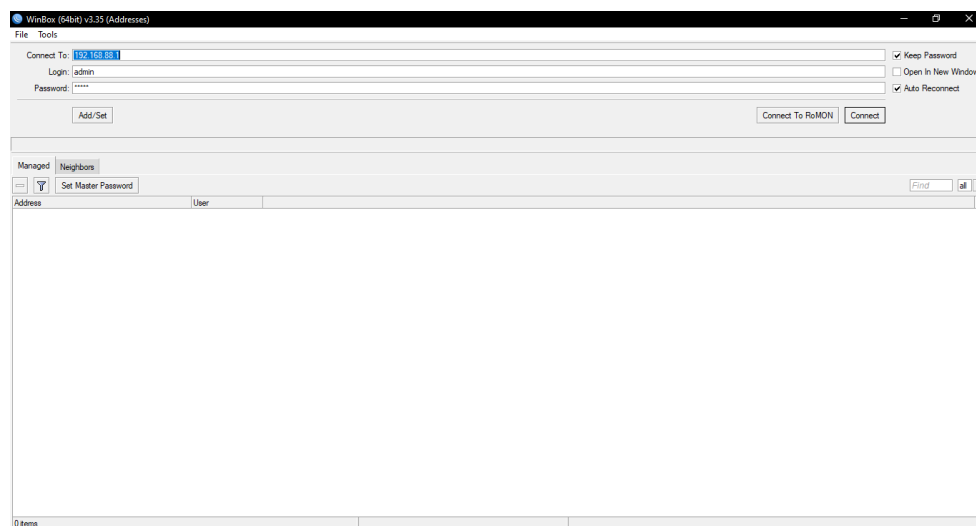 WinBox (64bit) v3.35 (Addresses)
File Tools
Connect To: 192.168.88.1 Keep Password
Login: admin Open In New Window
Password: ***** Auto Reconnect
Add/Set Connect To RoMON Connect
Managed Neighbors
Set Master Password Find all
Address User
0 items